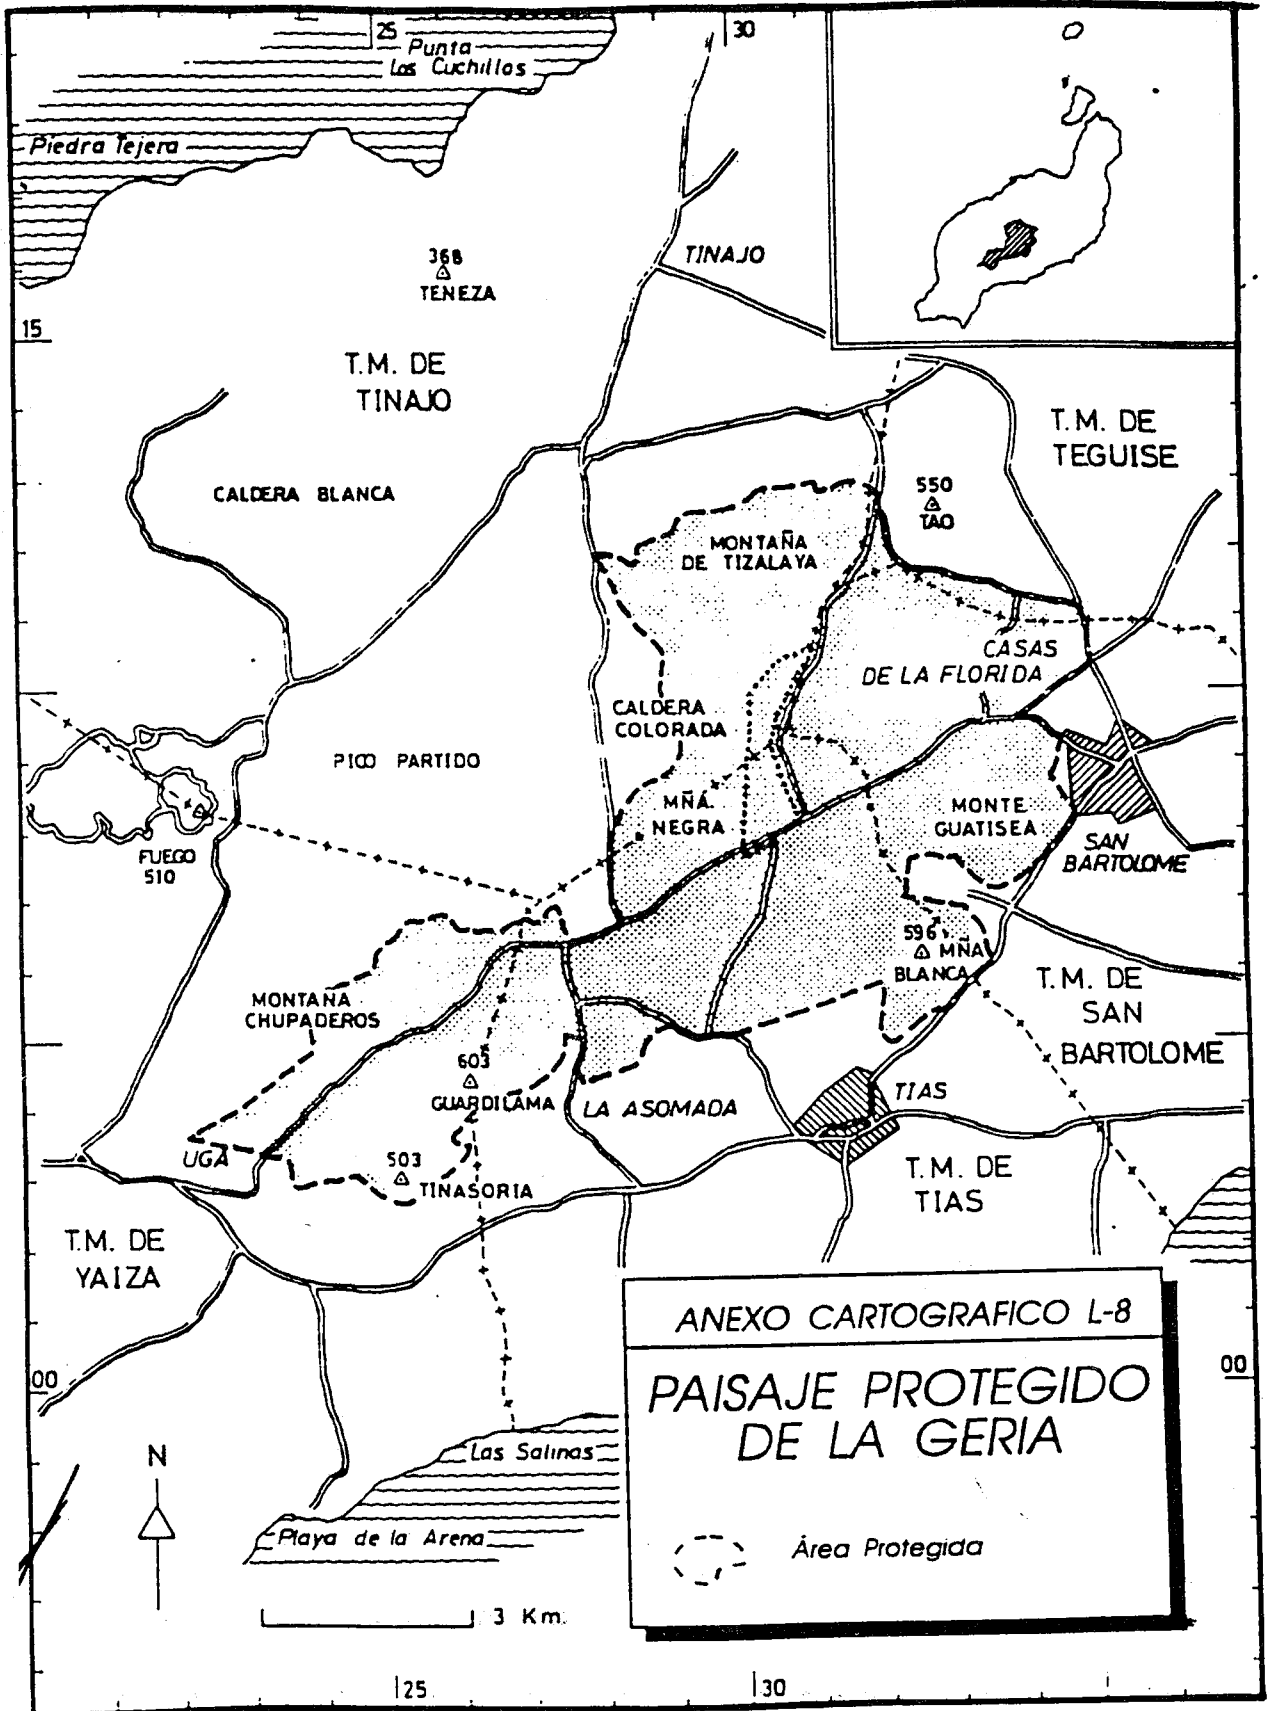 25
30
Punta
Los Cuchillos
Piedra Tejera
368
TENEZA
TINAJO
15
T.M. DE
TINAJO
T.M. DE
TEGUISE
CALDERA BLANCA
550
TAO
MONTAÑA
DE TIZALAYA
CASAS
DE LA FLORIDA
CALDERA
COLORADA
PICO PARTIDO
MÑA.
NEGRA
MONTE
GUATISEA
FUEGO
510
SAN
BARTOLOME
596
MÑA
BLANCA
T.M. DE
SAN
BARTOLOME
MONTAÑA
CHUPADEROS
603
GUARDILAMA
LA ASOMADA
TIAS
UGA
503
TINASORIA
T.M. DE
TIAS
T.M. DE
YAIZA
ANEXO CARTOGRAFICO L-8
PAISAJE PROTEGIDO
DE LA GERIA
Área Protegida
00
00
N
Las Salinas
Playa de la Arena
3 Km.
25
30